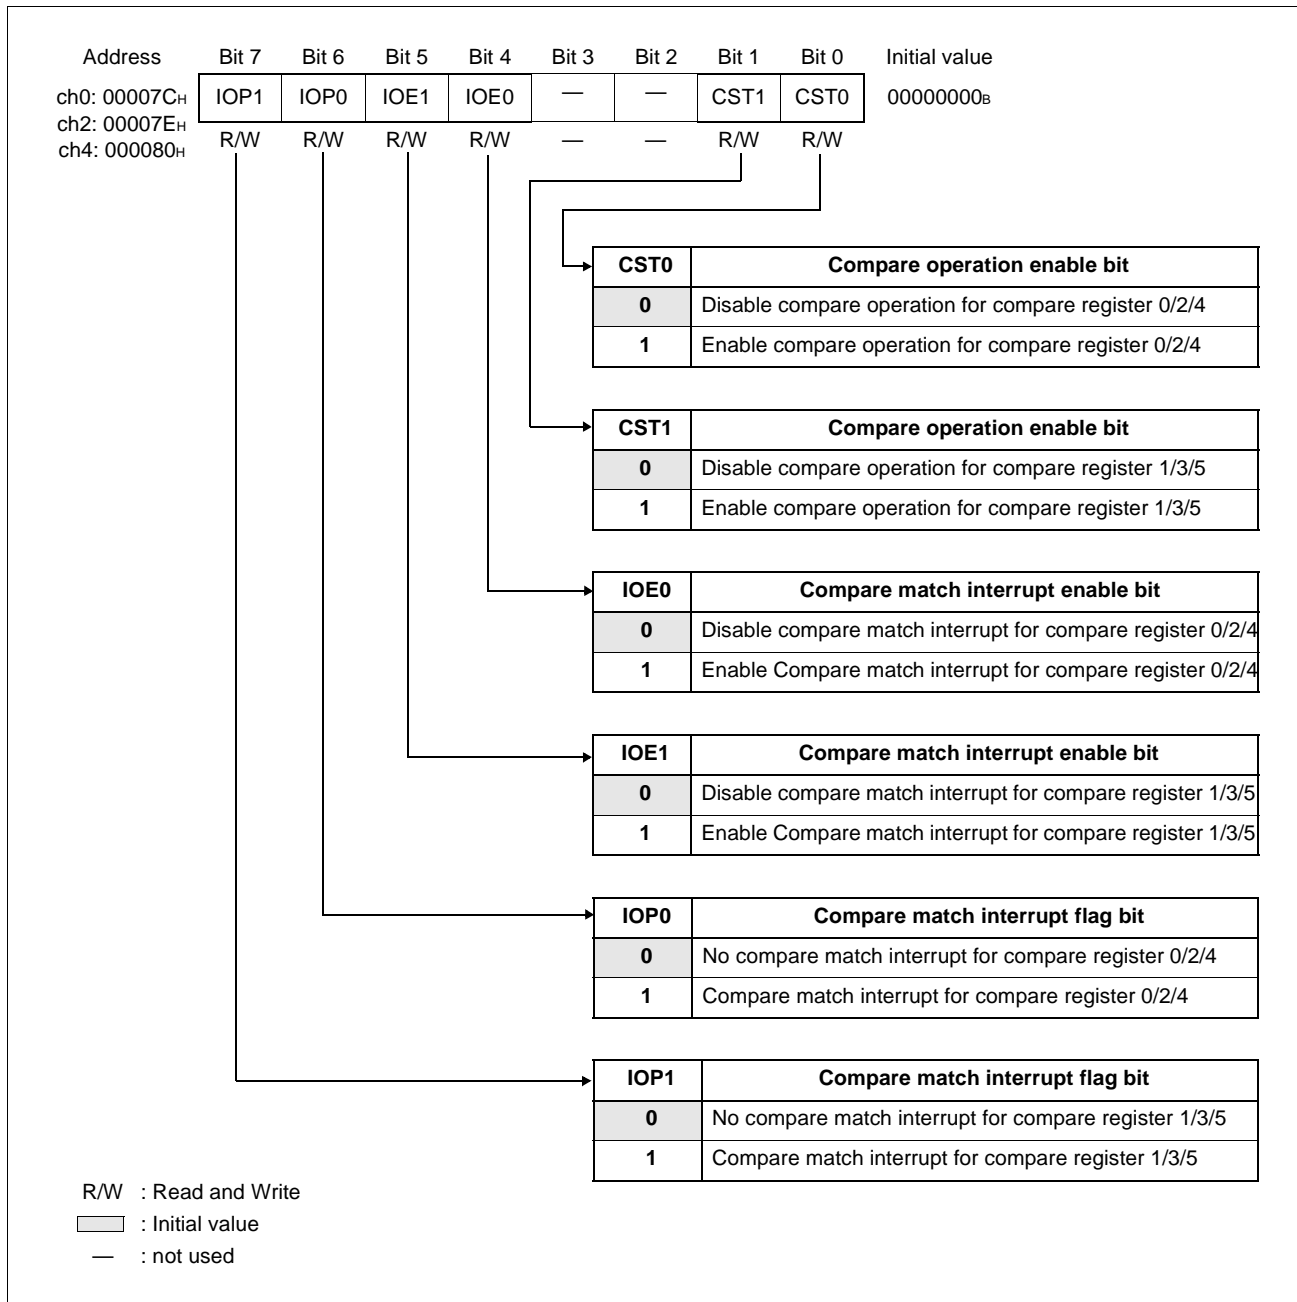 Address Bit 7 Bit 6 Bit 5 Bit 4 Bit 3 Bit 2 Bit 1 Bit 0 Initial value
ch0: 00007CH IOP1 IOP0 IOE1 IOE0 — — CST1 CST0 00000000B
ch2: 00007EH
ch4: 000080H R/W R/W R/W R/W — — R/W R/W
CST0 Compare operation enable bit
0 Disable compare operation for compare register 0/2/4
1 Enable compare operation for compare register 0/2/4
CST1 Compare operation enable bit
0 Disable compare operation for compare register 1/3/5
1 Enable compare operation for compare register 1/3/5
IOE0 Compare match interrupt enable bit
0 Disable compare match interrupt for compare register 0/2/4
1 Enable Compare match interrupt for compare register 0/2/4
IOE1 Compare match interrupt enable bit
0 Disable compare match interrupt for compare register 1/3/5
1 Enable Compare match interrupt for compare register 1/3/5
IOP0 Compare match interrupt flag bit
0 No compare match interrupt for compare register 0/2/4
1 Compare match interrupt for compare register 0/2/4
IOP1 Compare match interrupt flag bit
0 No compare match interrupt for compare register 1/3/5
1 Compare match interrupt for compare register 1/3/5
R/W : Read and Write
: Initial value
— : not used